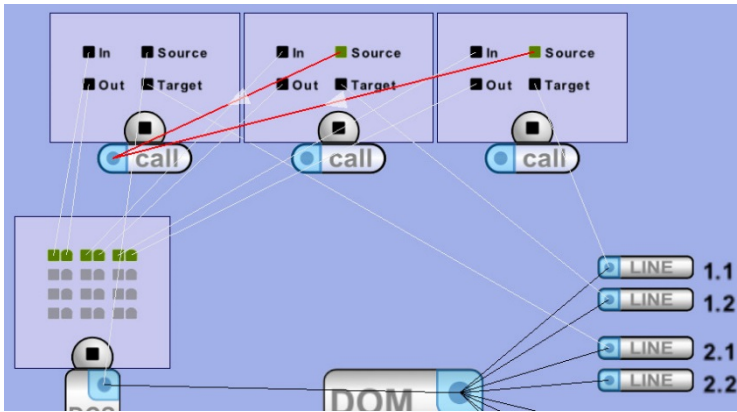 In Source In Source In Source
Out Target Out Target Out Target
call call call
LINE 1.1
LINE 1.2
LINE 2.1
LINE 2.2
DOM